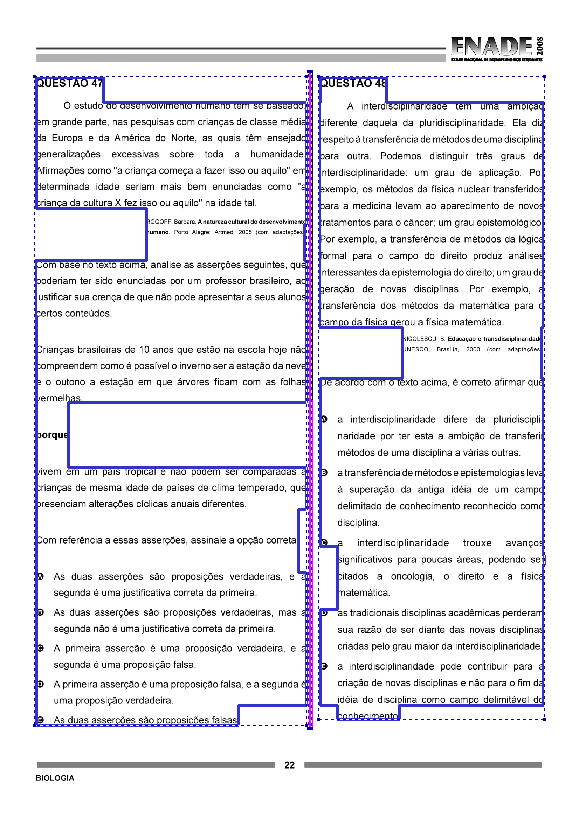 ENADE 2008
EXAME NACIONAL DE DESEMPENHO DOS ESTUDANTES
QUESTÃO 47
O estudo do desenvolvimento humano tem se baseado,
em grande parte, nas pesquisas com crianças de classe média
da Europa e da América do Norte, as quais têm ensejado
generalizações excessivas sobre toda a humanidade.
Afirmações como "a criança começa a fazer isso ou aquilo" em
determinada idade seriam mais bem enunciadas como "a
criança da cultura X fez isso ou aquilo" na idade tal.
ROGOFF, Barbara. A natureza cultural do desenvolvimento
humano. Porto Alegre: Artmed, 2005 (com adaptações).
Com base no texto acima, analise as asserções seguintes, que
poderiam ter sido enunciadas por um professor brasileiro, ao
justificar sua crença de que não pode apresentar a seus alunos
certos conteúdos.
Crianças brasileiras de 10 anos que estão na escola hoje não
compreendem como é possível o inverno ser a estação da neve
e o outono a estação em que árvores ficam com as folhas
vermelhas
porque
vivem em um país tropical e não podem ser comparadas a
crianças de mesma idade de países de clima temperado, que
presenciam alterações cíclicas anuais diferentes.
Com referência a essas asserções, assinale a opção correta.
A As duas asserções são proposições verdadeiras, e a
segunda é uma justificativa correta da primeira.
B As duas asserções são proposições verdadeiras, mas a
segunda não é uma justificativa correta da primeira.
C A primeira asserção é uma proposição verdadeira, e a
segunda é uma proposição falsa.
D A primeira asserção é uma proposição falsa, e a segunda é
uma proposição verdadeira.
E As duas asserções são proposições falsas.
QUESTÃO 48
A interdisciplinaridade tem uma ambição
diferente daquela da pluridisciplinaridade. Ela diz
respeito à transferência de métodos de uma disciplina
para outra. Podemos distinguir três graus de
interdisciplinaridade: um grau de aplicação. Por
exemplo, os métodos da física nuclear transferidos
para a medicina levam ao aparecimento de novos
tratamentos para o câncer; um grau epistemológico.
Por exemplo, a transferência de métodos da lógica
formal para o campo do direito produz análises
interessantes da epistemologia do direito; um grau de
geração de novas disciplinas. Por exemplo, a
transferência dos métodos da matemática para o
campo da física gerou a física matemática.
NICOLESCU, B. Educação e transdisciplinaridade.
UNESCO, Brasília, 2000 (com adaptações).
De acordo com o texto acima, é correto afirmar que
A a interdisciplinaridade difere da pluridiscipli-
naridade por ter esta a ambição de transferir
métodos de uma disciplina a várias outras.
B a transferência de métodos e epistemologias leva
à superação da antiga idéia de um campo
delimitado de conhecimento reconhecido como
disciplina.
C a interdisciplinaridade trouxe avanços
significativos para poucas áreas, podendo ser
citados a oncologia, o direito e a física
matemática.
D as tradicionais disciplinas acadêmicas perderam
sua razão de ser diante das novas disciplinas
criadas pelo grau maior da interdisciplinaridade.
E a interdisciplinaridade pode contribuir para a
criação de novas disciplinas e não para o fim da
idéia de disciplina como campo delimitável do
conhecimento.
22
BIOLOGIA